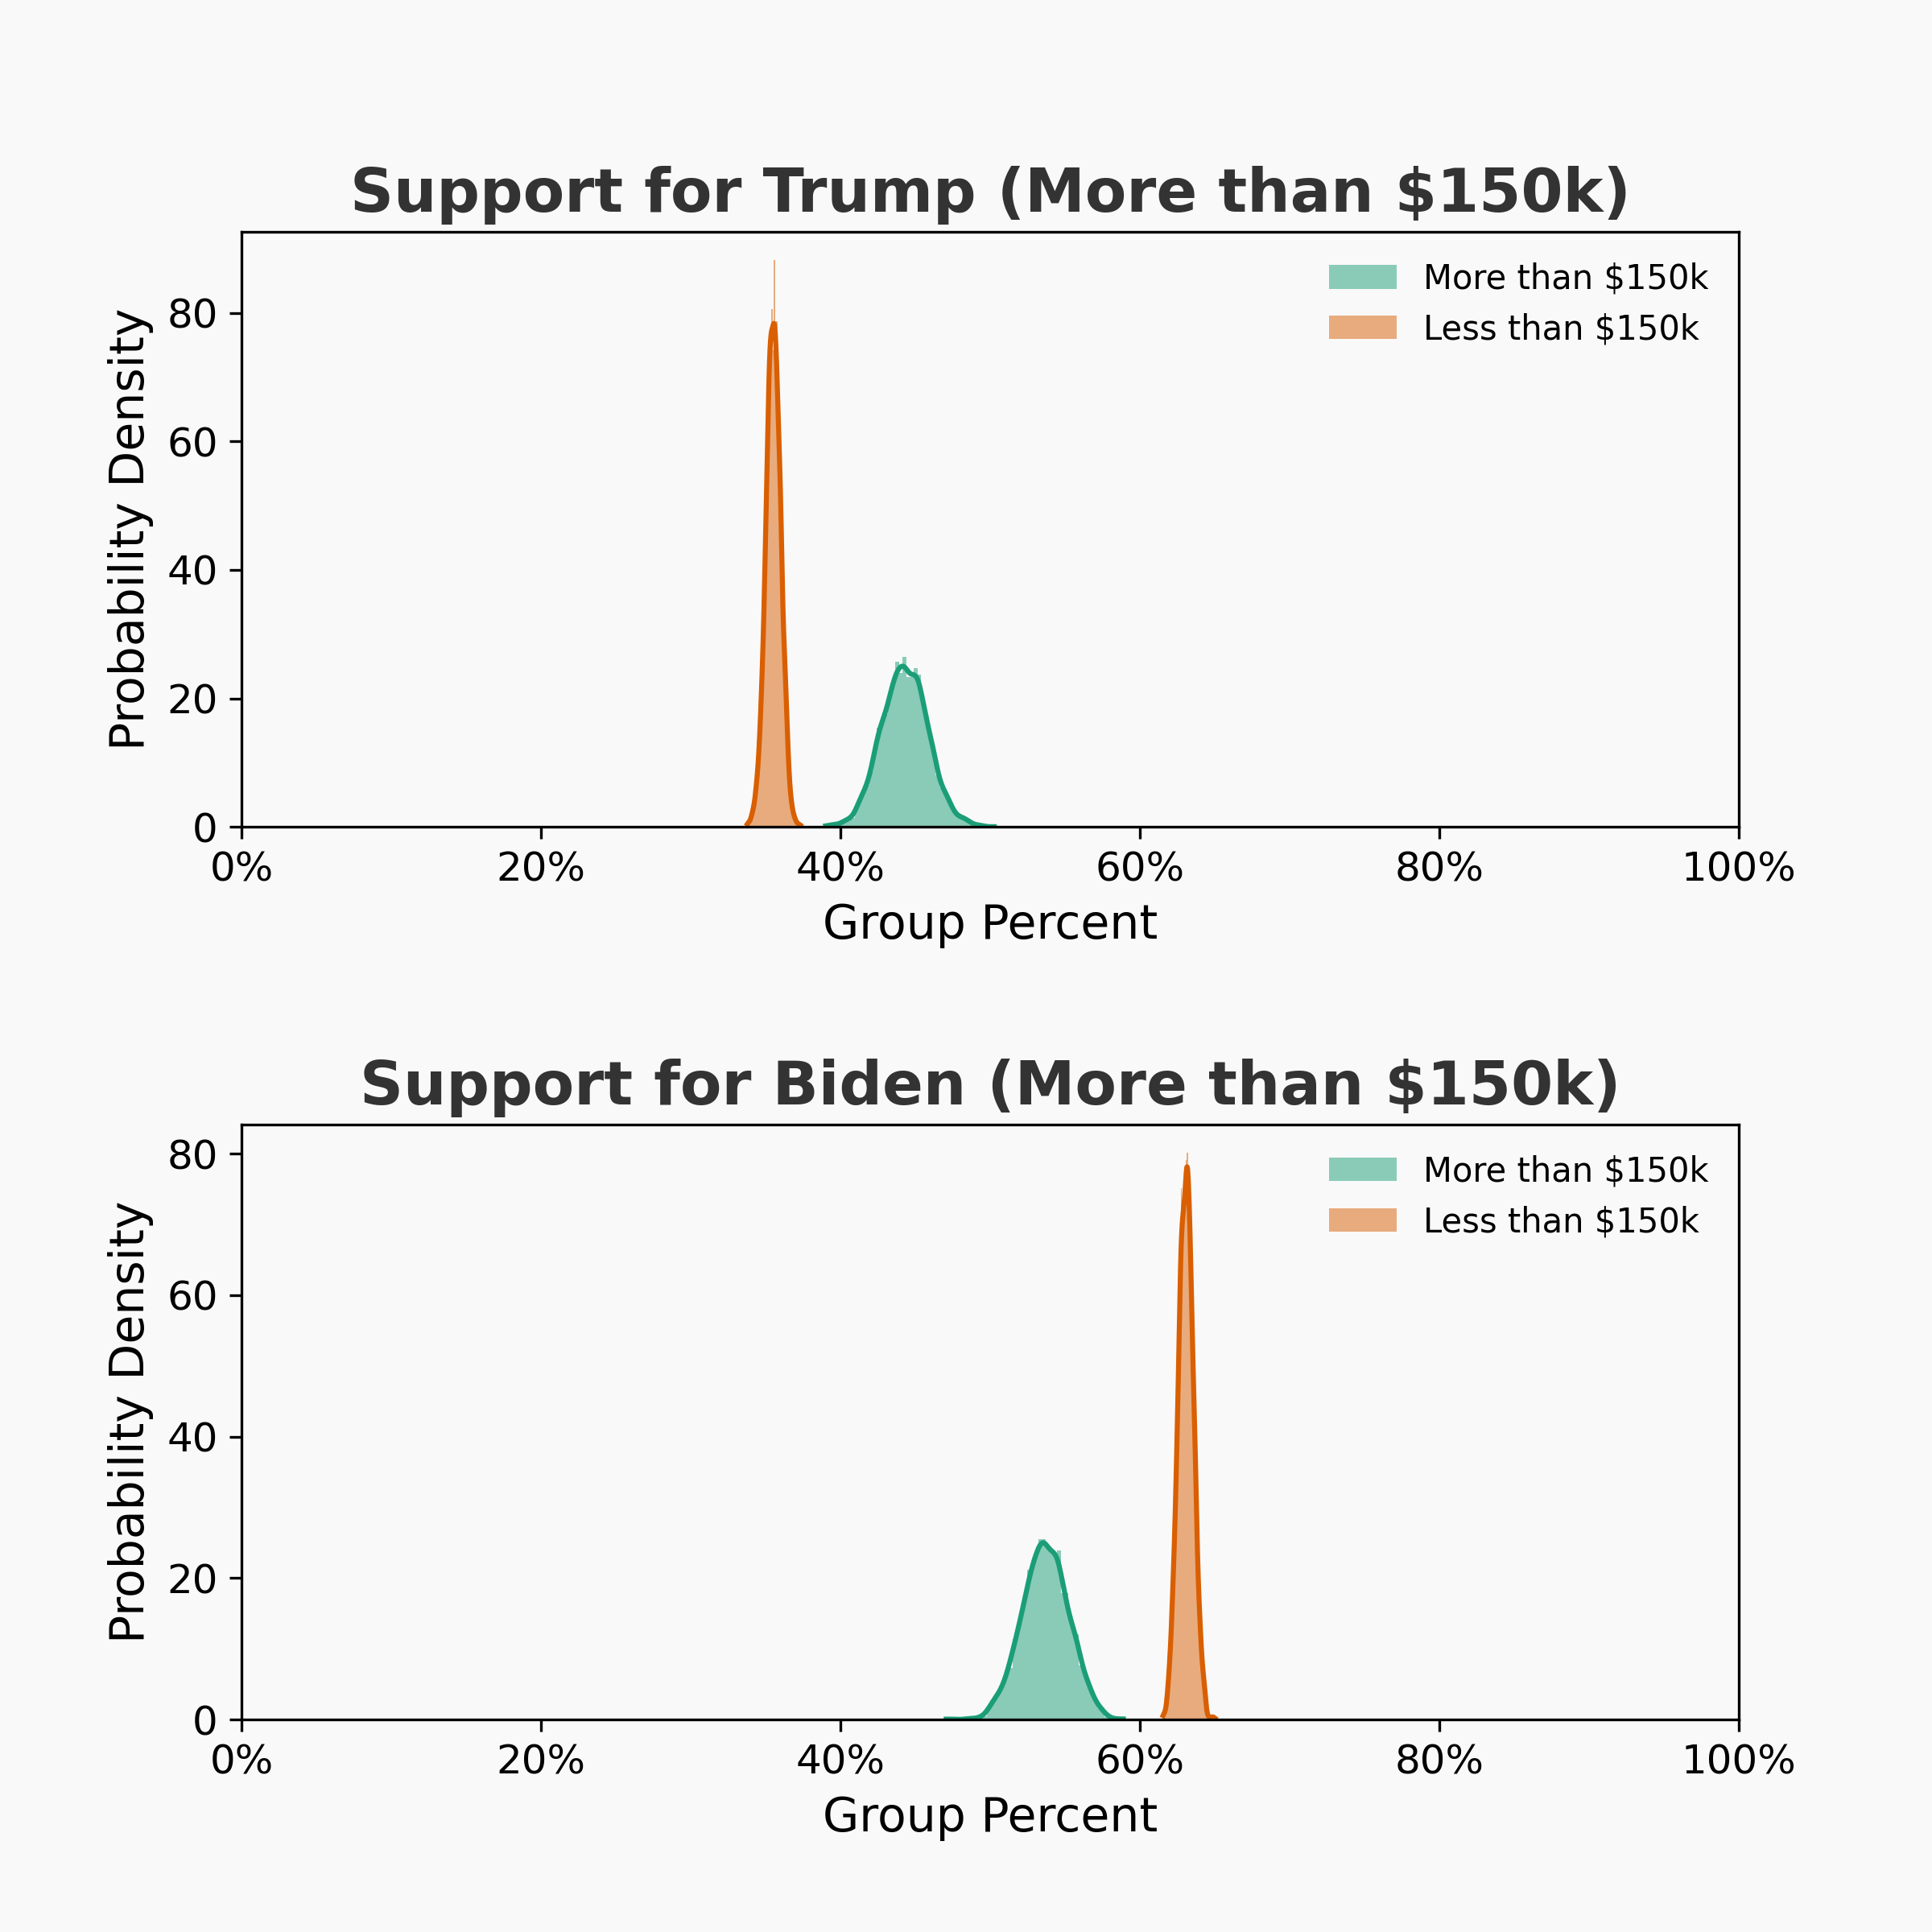 Support for Trump (More than $150k)
More than $150k
Less than $150k
Probability Density
80
60
40
20
0
0% 20% 40% 60% 80% 100%
Group Percent
Support for Biden (More than $150k)
More than $150k
Less than $150k
Probability Density
80
60
40
20
0
0% 20% 40% 60% 80% 100%
Group Percent